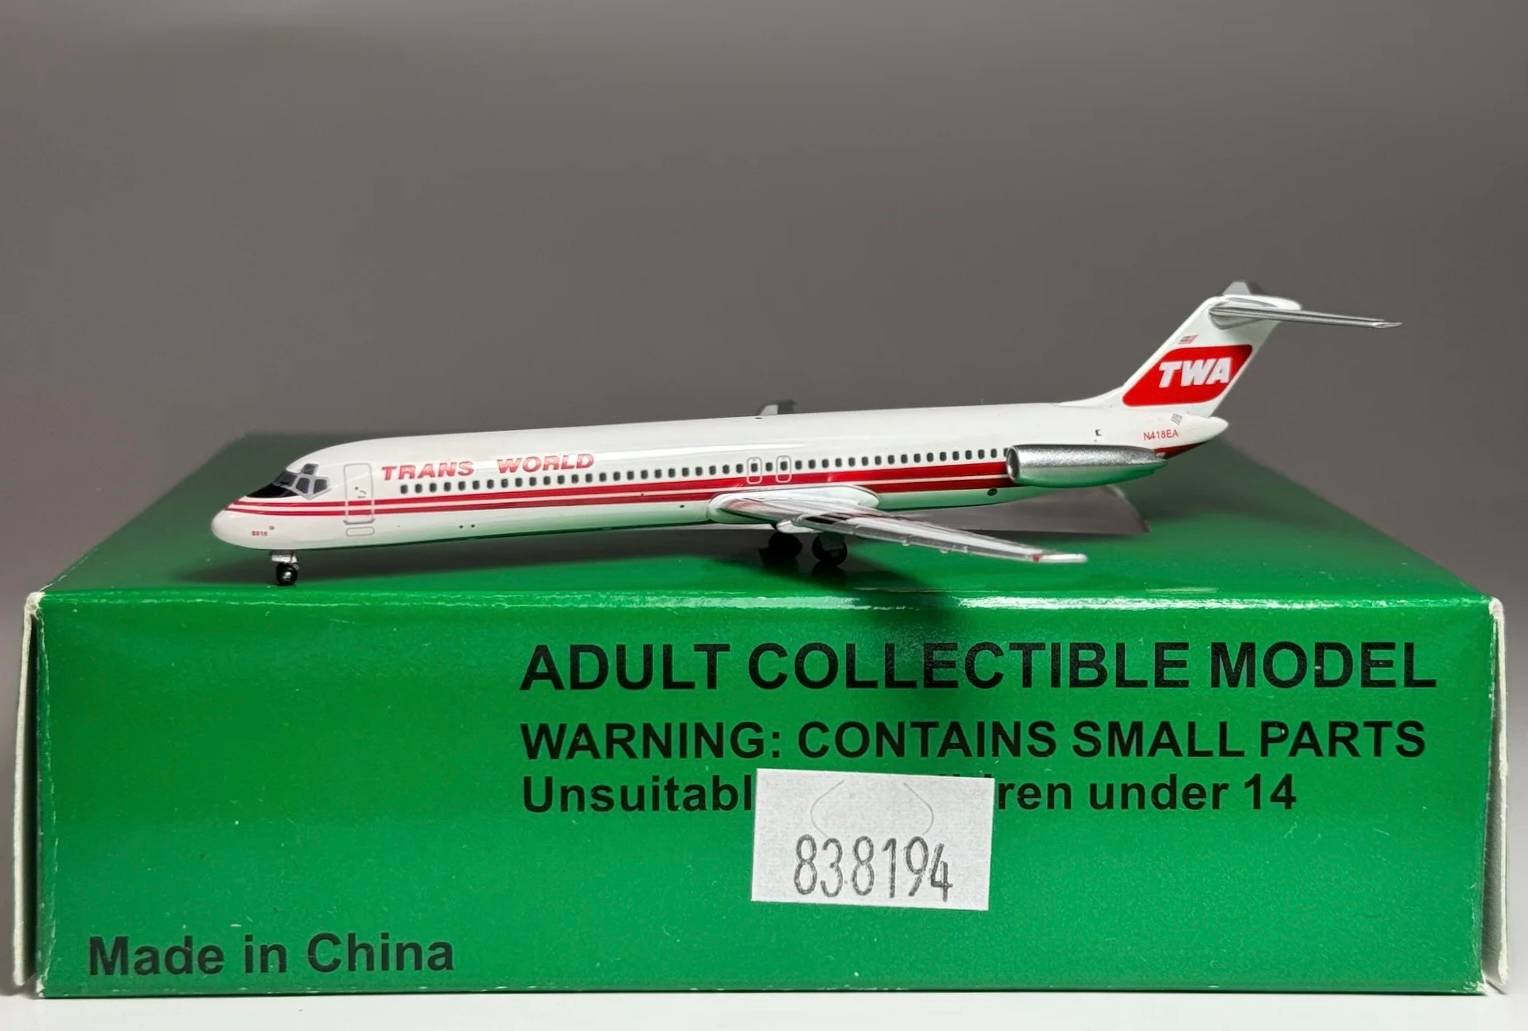 TWA
TRANS WORLD
N418EA
ADULT COLLECTIBLE MODEL
WARNING: CONTAINS SMALL PARTS
Unsuitabl ren under 14
838194
Made in China